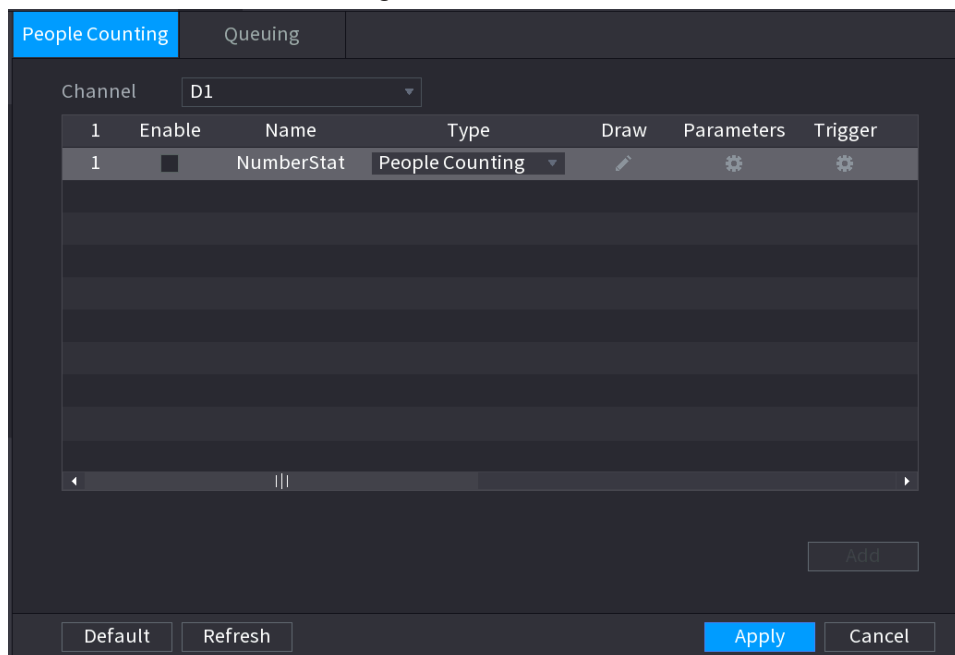 People Counting Queuing
Channel D1
1 Enable Name Type Draw Parameters Trigger
1 NumberStat People Counting
Add
Default Refresh Apply Cancel